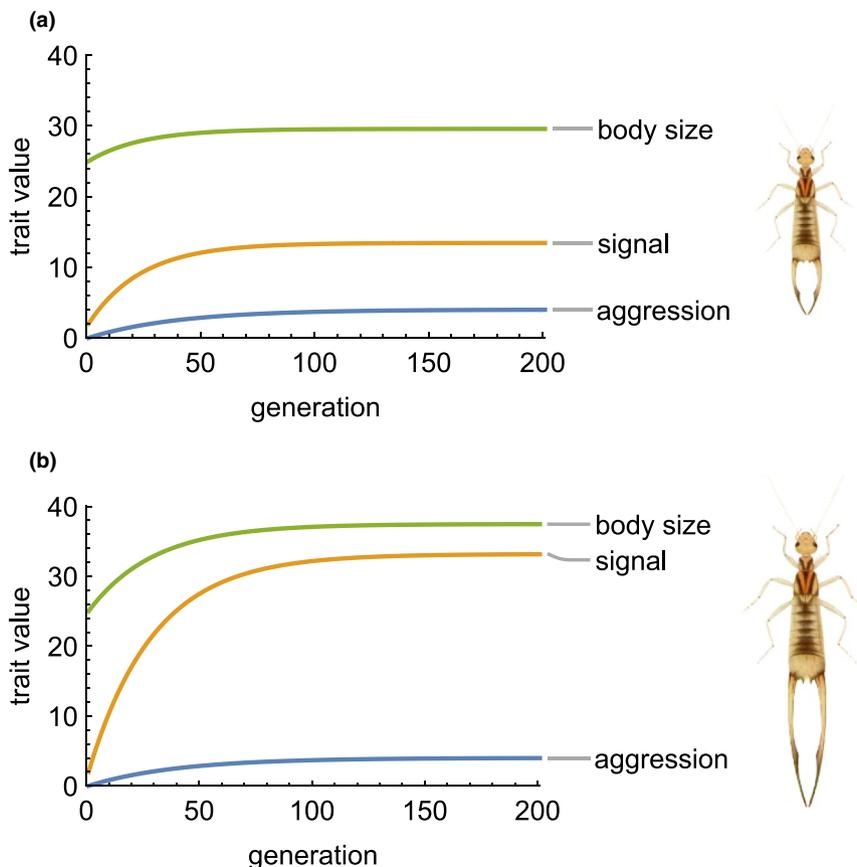 (a)
40
30
20
10
0
trait value
body size
signal
aggression
0 50 100 150 200
generation
(b)
40
30
20
10
0
trait value
body size
signal
aggression
0 50 100 150 200
generation